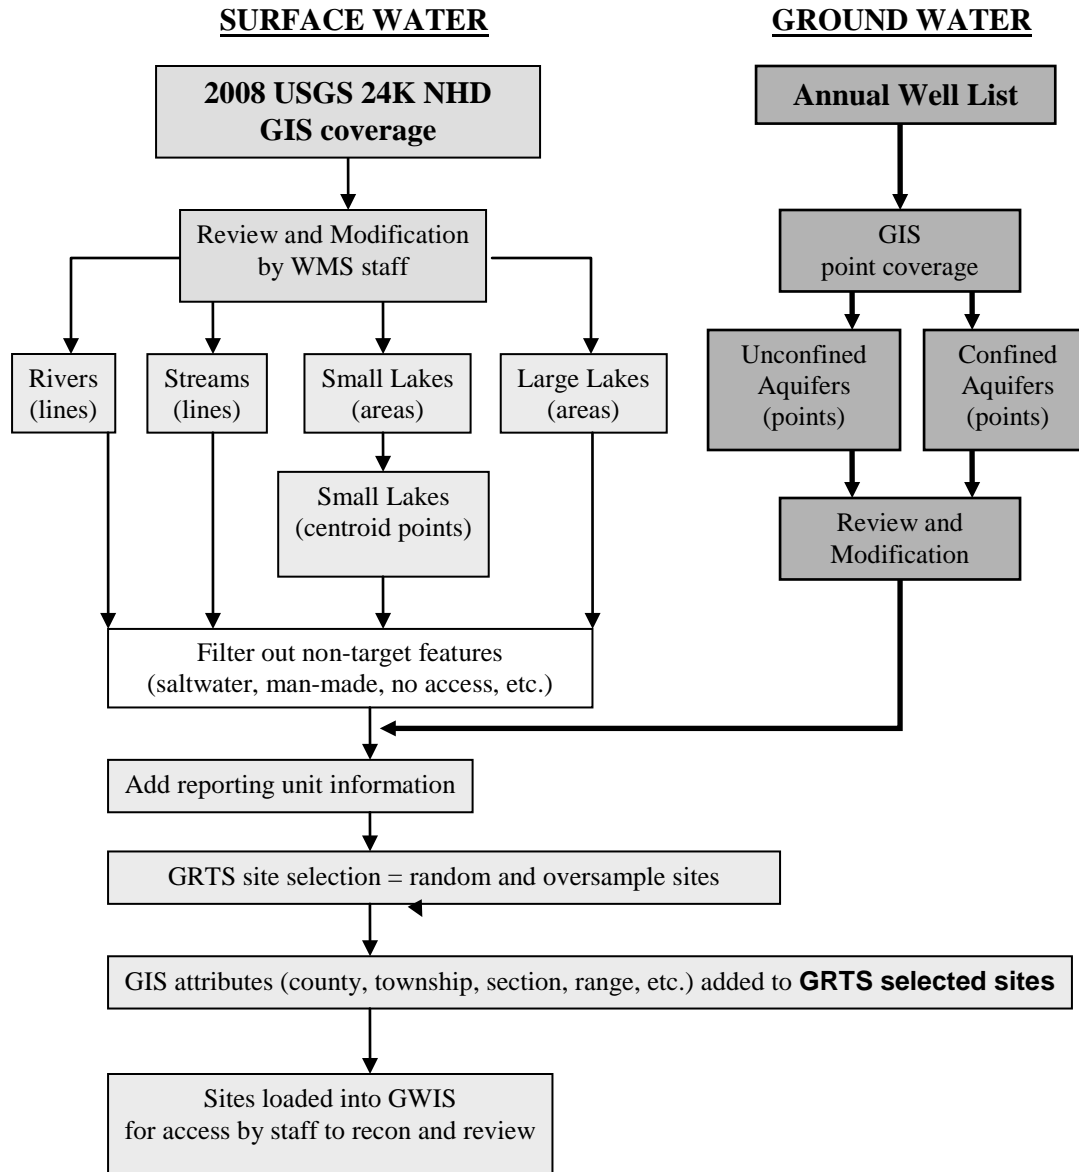 SURFACE WATER
GROUND WATER
2008 USGS 24K NHD
GIS coverage
Annual Well List
Review and Modification
by WMS staff
GIS
point coverage
Rivers
(lines)
Streams
(lines)
Small Lakes
(areas)
Large Lakes
(areas)
Unconfined
Aquifers
(points)
Confined
Aquifers
(points)
Small Lakes
(centroid points)
Review and
Modification
Filter out non-target features
(saltwater, man-made, no access, etc.)
Add reporting unit information
GRTS site selection = random and oversample sites
GIS attributes (county, township, section, range, etc.) added to GRTS selected sites
Sites loaded into GWIS
for access by staff to recon and review